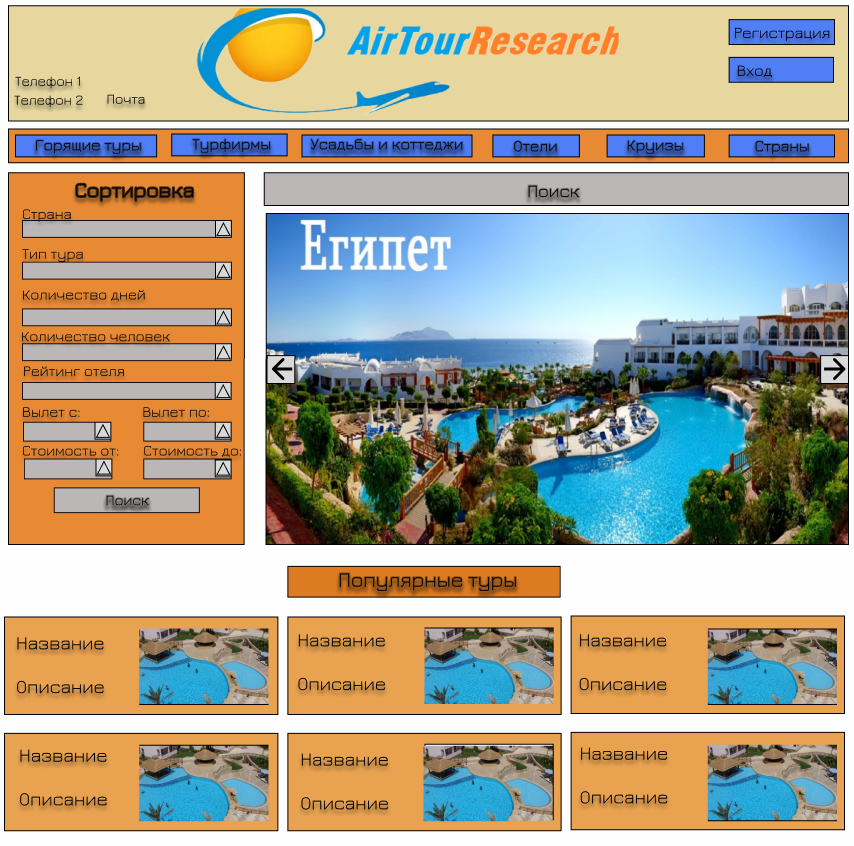 AirTourResearch
Регистрация
Вход
Телефон 1
Телефон 2
Почта
Горящие туры
Турфирмы
Усадьбы и коттеджи
Отели
Круизы
Страны
Сортировка
Страна
Тип тура
Количество дней
Количество человек
Рейтинг отеля
Вылет с:
Вылет по:
Стоимость от:
Стоимость до:
Поиск
Поиск
Египет
Популярные туры
Название
Описание
Название
Описание
Название
Описание
Название
Описание
Название
Описание
Название
Описание